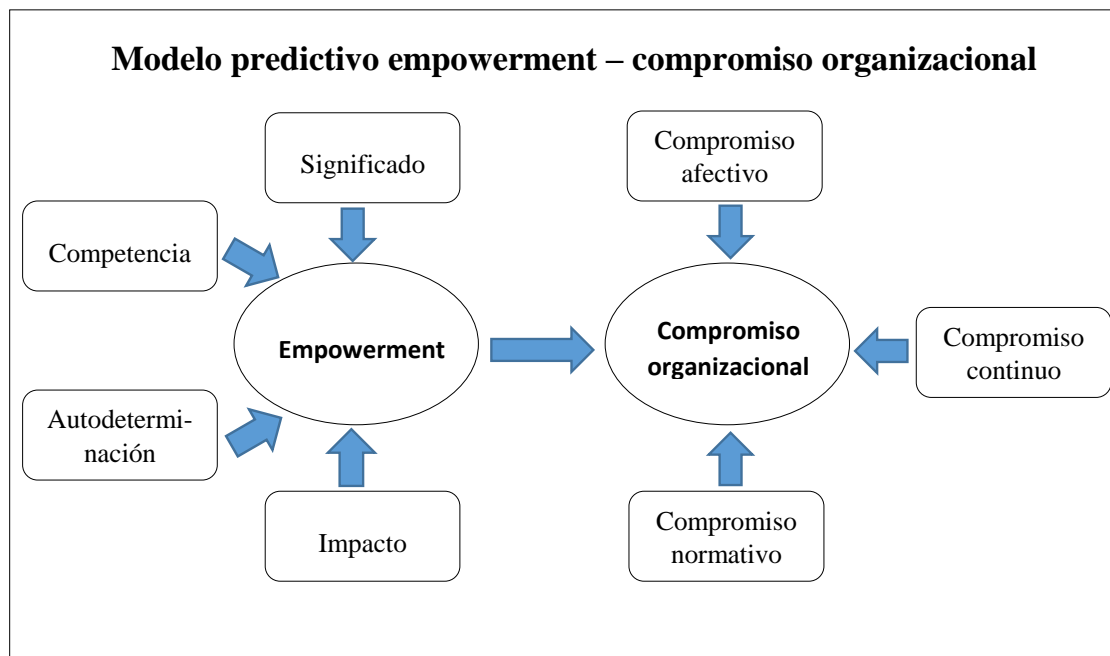 Modelo predictivo empowerment – compromiso organizacional
Significado
Compromiso
afectivo
Competencia
Empowerment
Compromiso
organizacional
Compromiso
continuo
Autodetermi-
nación
Impacto
Compromiso
normativo